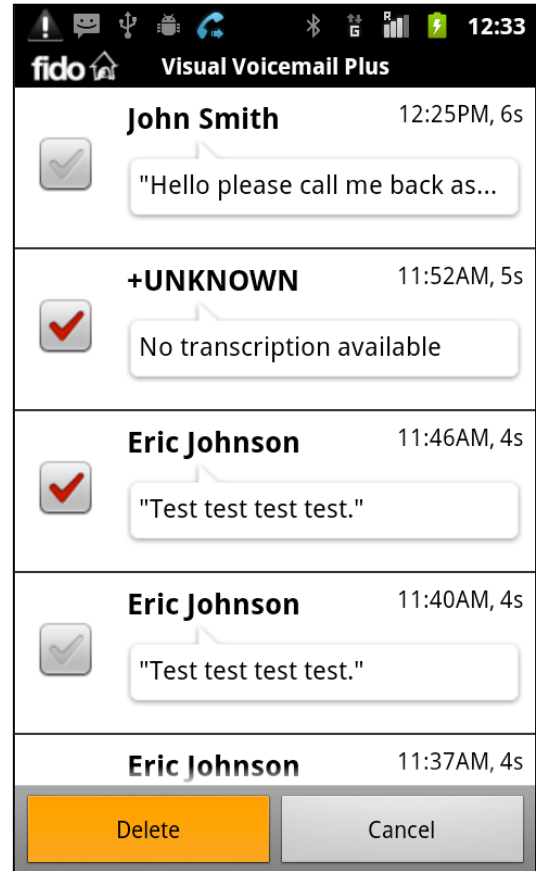 R
G
12:33
fido
Visual Voicemail Plus
John Smith
12:25PM, 6s
"Hello please call me back as...
+UNKNOWN
11:52AM, 5s
No transcription available
Eric Johnson
11:46AM, 4s
"Test test test test."
Eric Johnson
11:40AM, 4s
"Test test test test."
Eric Johnson
11:37AM, 4s
Delete
Cancel